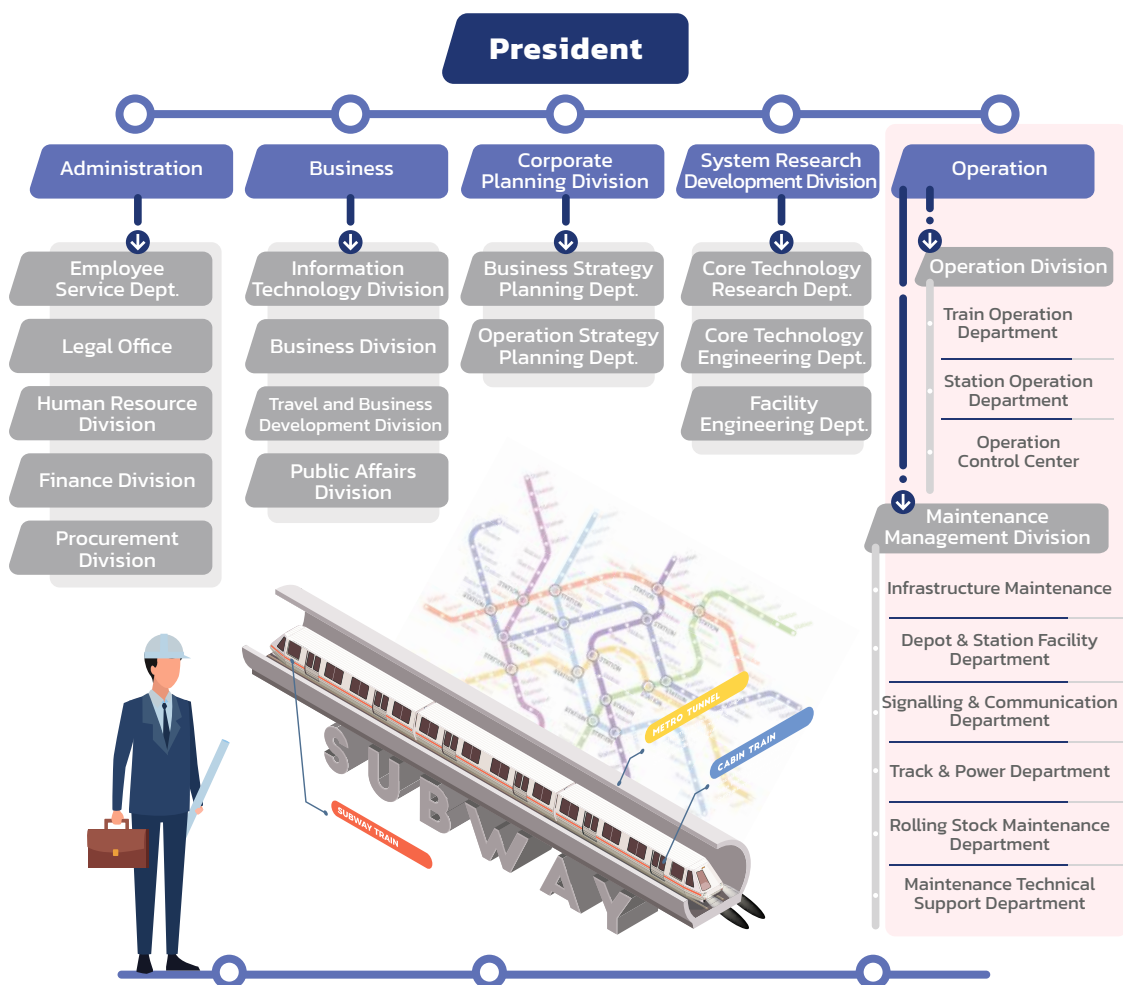 President
Administration
Business
Corporate
Planning Division
System Research
Development Division
Operation
Employee
Service Dept.
Legal Office
Human Resource
Division
Finance Division
Procurement
Division
Information
Technology Division
Business Division
Travel and Business
Development Division
Public Affairs
Division
Business Strategy
Planning Dept.
Operation Strategy
Planning Dept.
Core Technology
Research Dept.
Core Technology
Engineering Dept.
Facility
Engineering Dept.
Operation Division
Train Operation
Department
Station Operation
Department
Operation
Control Center
Maintenance
Management Division
Infrastructure Maintenance
Depot & Station Facility
Department
Signalling & Communication
Department
Track & Power Department
Rolling Stock Maintenance
Department
Maintenance Technical
Support Department
METRO TUNNEL
CABIN TRAIN
SUBWAY TRAIN
SUBWAY